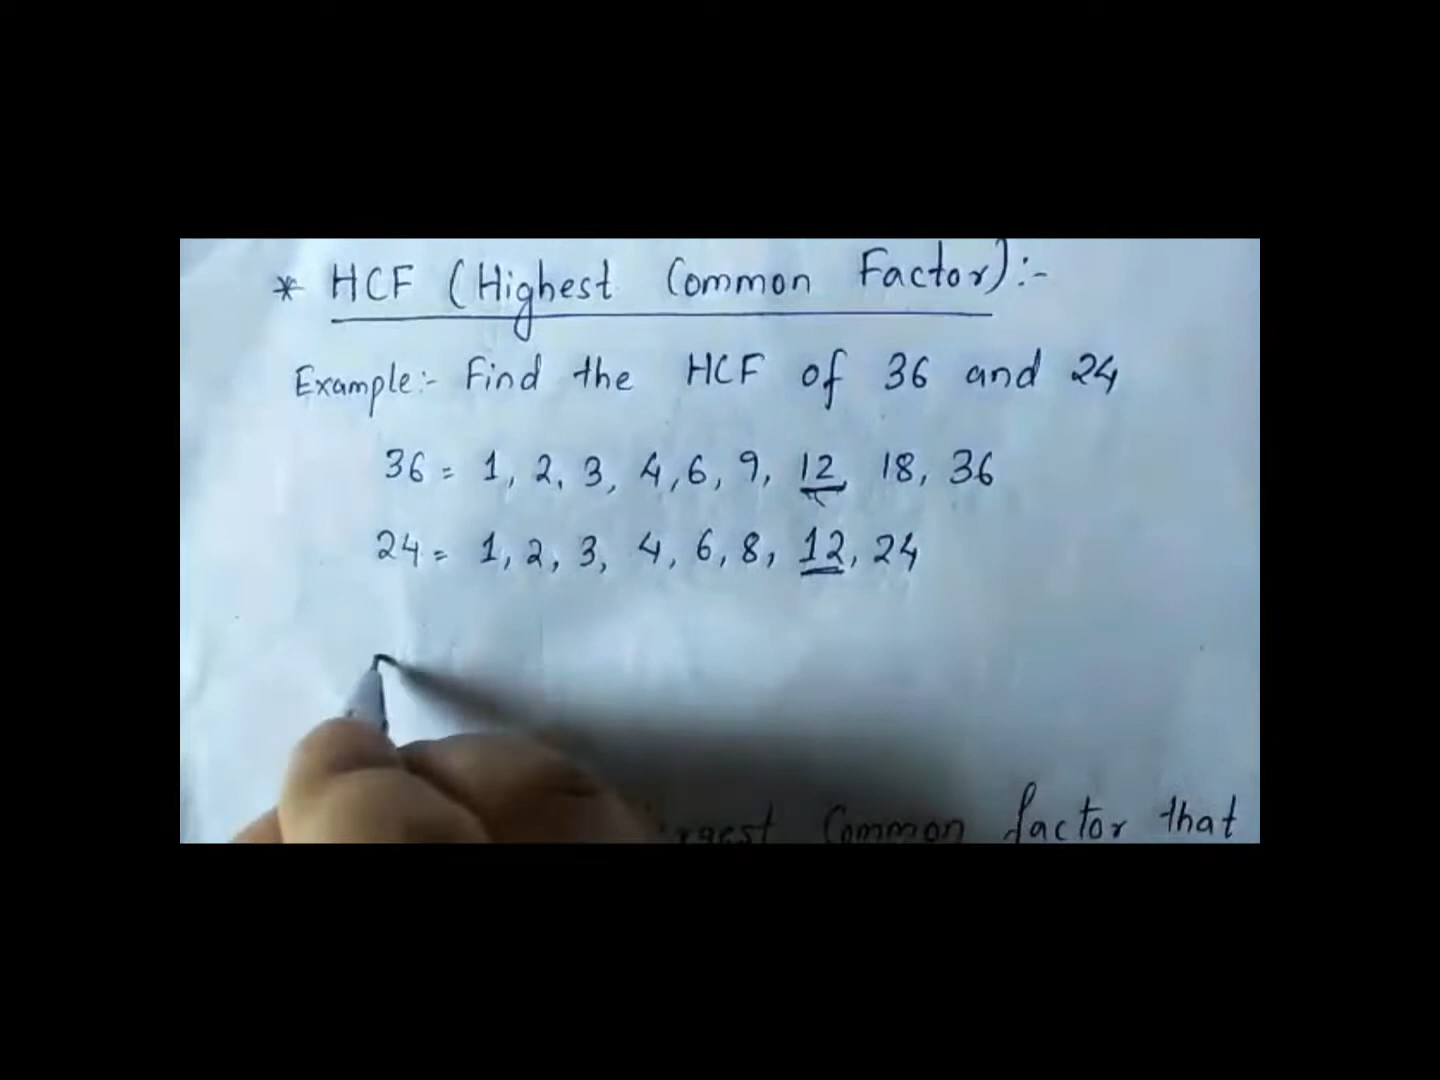 * HCF (Highest Common Factor):-
Example:- Find the HCF of 36 and 24
36 = 1, 2, 3, 4, 6, 9, 12, 18, 36
24 = 1, 2, 3, 4, 6, 8, 12, 24
Common factor that